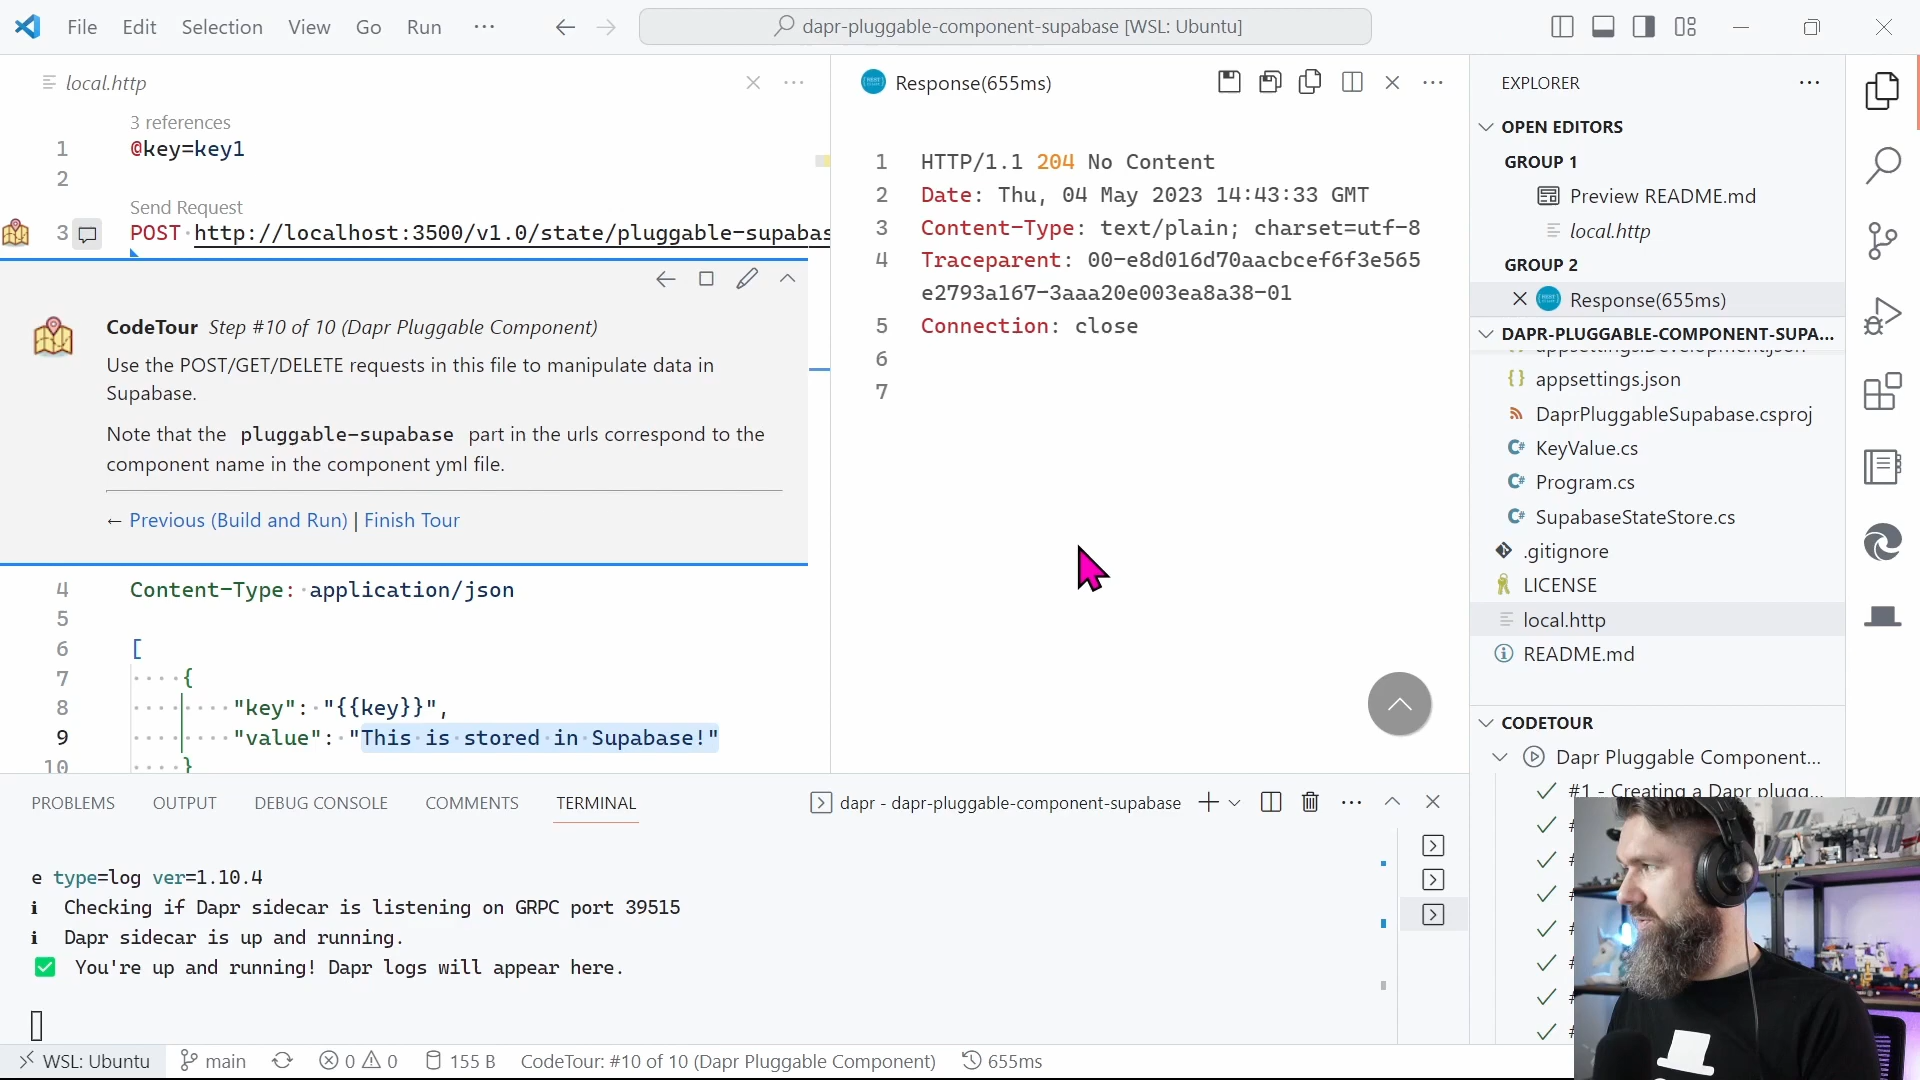 File Edit Selection View Go Run ···
dapr-pluggable-component-supabase [WSL: Ubuntu]
local.http
3 references
1 @key=key1
2
Send Request
3 POST http://localhost:3500/v1.0/state/pluggable-supabas
CodeTour Step #10 of 10 (Dapr Pluggable Component)
Use the POST/GET/DELETE requests in this file to manipulate data in
Supabase.
Note that the pluggable-supabase part in the urls correspond to the
component name in the component yml file.
← Previous (Build and Run) | Finish Tour
4 Content-Type: application/json
5
6 [
7 {
8 "key": "{{key}}",
9 "value": "This is stored in Supabase!"
10 }
Response(655ms)
1 HTTP/1.1 204 No Content
2 Date: Thu, 04 May 2023 14:43:33 GMT
3 Content-Type: text/plain; charset=utf-8
4 Traceparent: 00-e8d016d70aacbcef6f3e565
e2793a167-3aaa20e003ea8a38-01
5 Connection: close
6
7
EXPLORER
OPEN EDITORS
GROUP 1
Preview README.md
local.http
GROUP 2
Response(655ms)
DAPR-PLUGGABLE-COMPONENT-SUPA...
appsettings.Development.json
appsettings.json
DaprPluggableSupabase.csproj
KeyValue.cs
Program.cs
SupabaseStateStore.cs
.gitignore
LICENSE
local.http
README.md
CODETOUR
Dapr Pluggable Component...
#1 - Creating a Dapr plugg...
PROBLEMS OUTPUT DEBUG CONSOLE COMMENTS TERMINAL
dapr - dapr-pluggable-component-supabase
e type=log ver=1.10.4
i Checking if Dapr sidecar is listening on GRPC port 39515
i Dapr sidecar is up and running.
✅ You're up and running! Dapr logs will appear here.
WSL: Ubuntu main 0 0 155 B CodeTour: #10 of 10 (Dapr Pluggable Component) 655ms